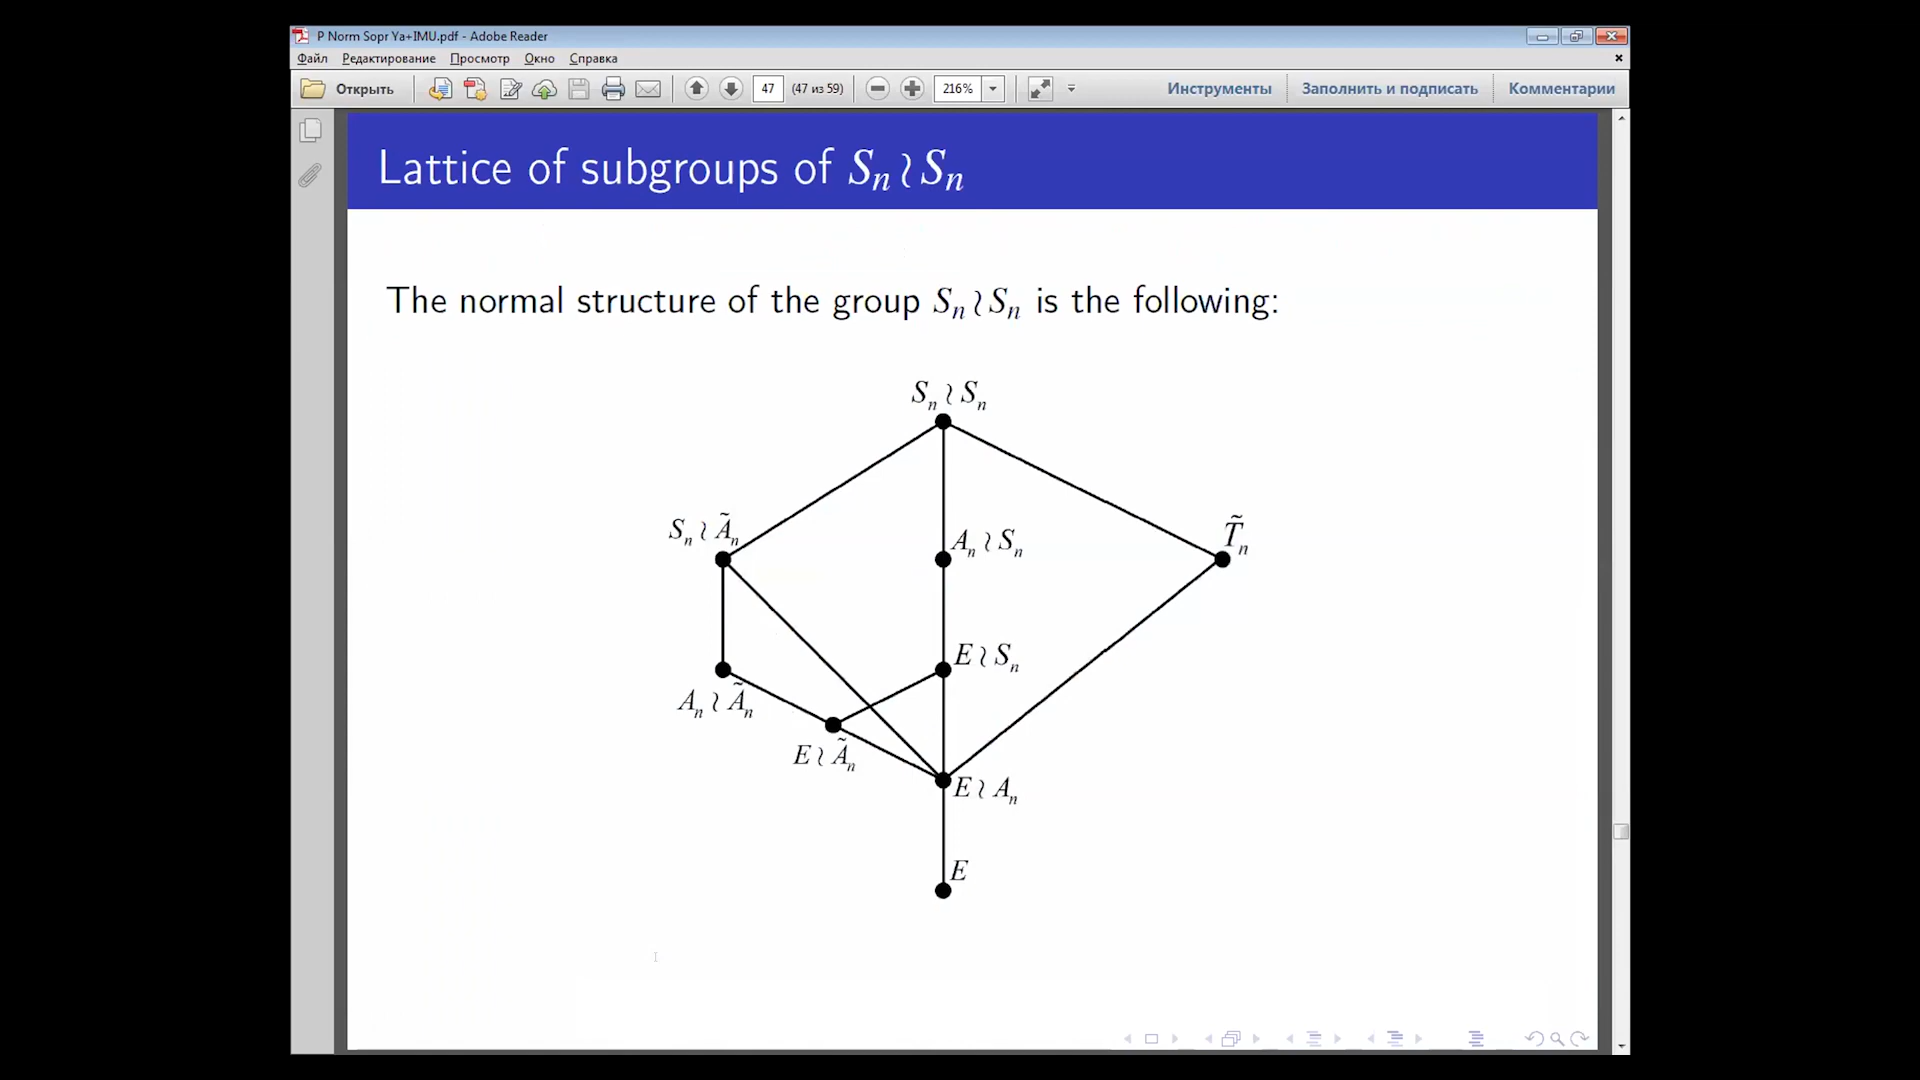 P Norm Sopr Ya+IMU.pdf - Adobe Reader
Файл Редактирование Просмотр Окно Справка
Открыть 47 (47 из 59) 216% Инструменты Заполнить и подписать Комментарии
Lattice of subgroups of Sₙ ≀ Sₙ
The normal structure of the group Sₙ ≀ Sₙ is the following:
Sₙ ≀ Sₙ
Sₙ ≀ Ãₙ
Aₙ ≀ Sₙ
T̃ₙ
E ≀ Sₙ
Aₙ ≀ Ãₙ
E ≀ Ãₙ
E ≀ Aₙ
E